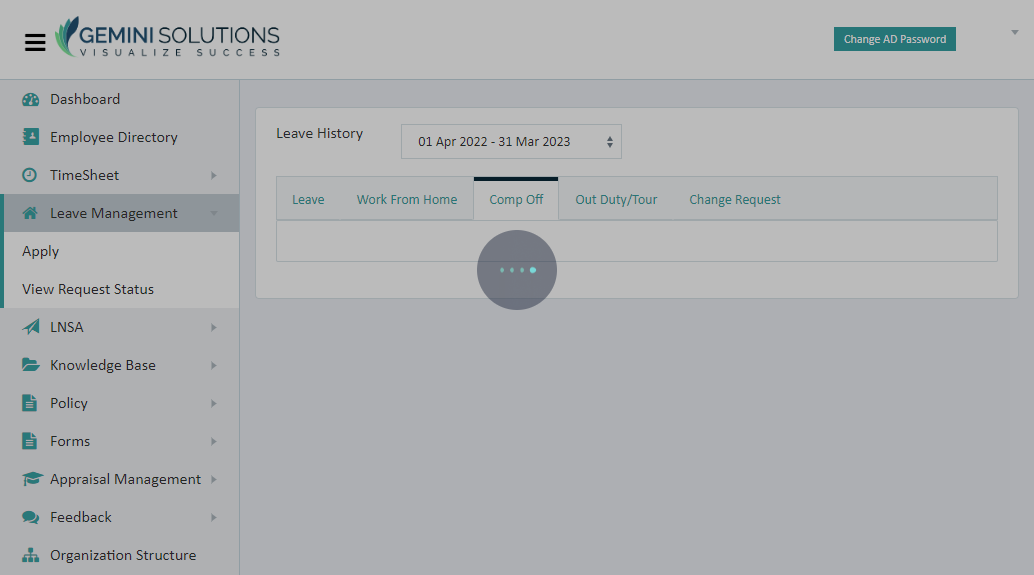 GEMINI SOLUTIONS
VISUALIZE SUCCESS
Change AD Password
Dashboard
Employee Directory
TimeSheet
Leave Management
Apply
View Request Status
LNSA
Knowledge Base
Policy
Forms
Appraisal Management
Feedback
Organization Structure
Leave History
01 Apr 2022 - 31 Mar 2023
Leave
Work From Home
Comp Off
Out Duty/Tour
Change Request